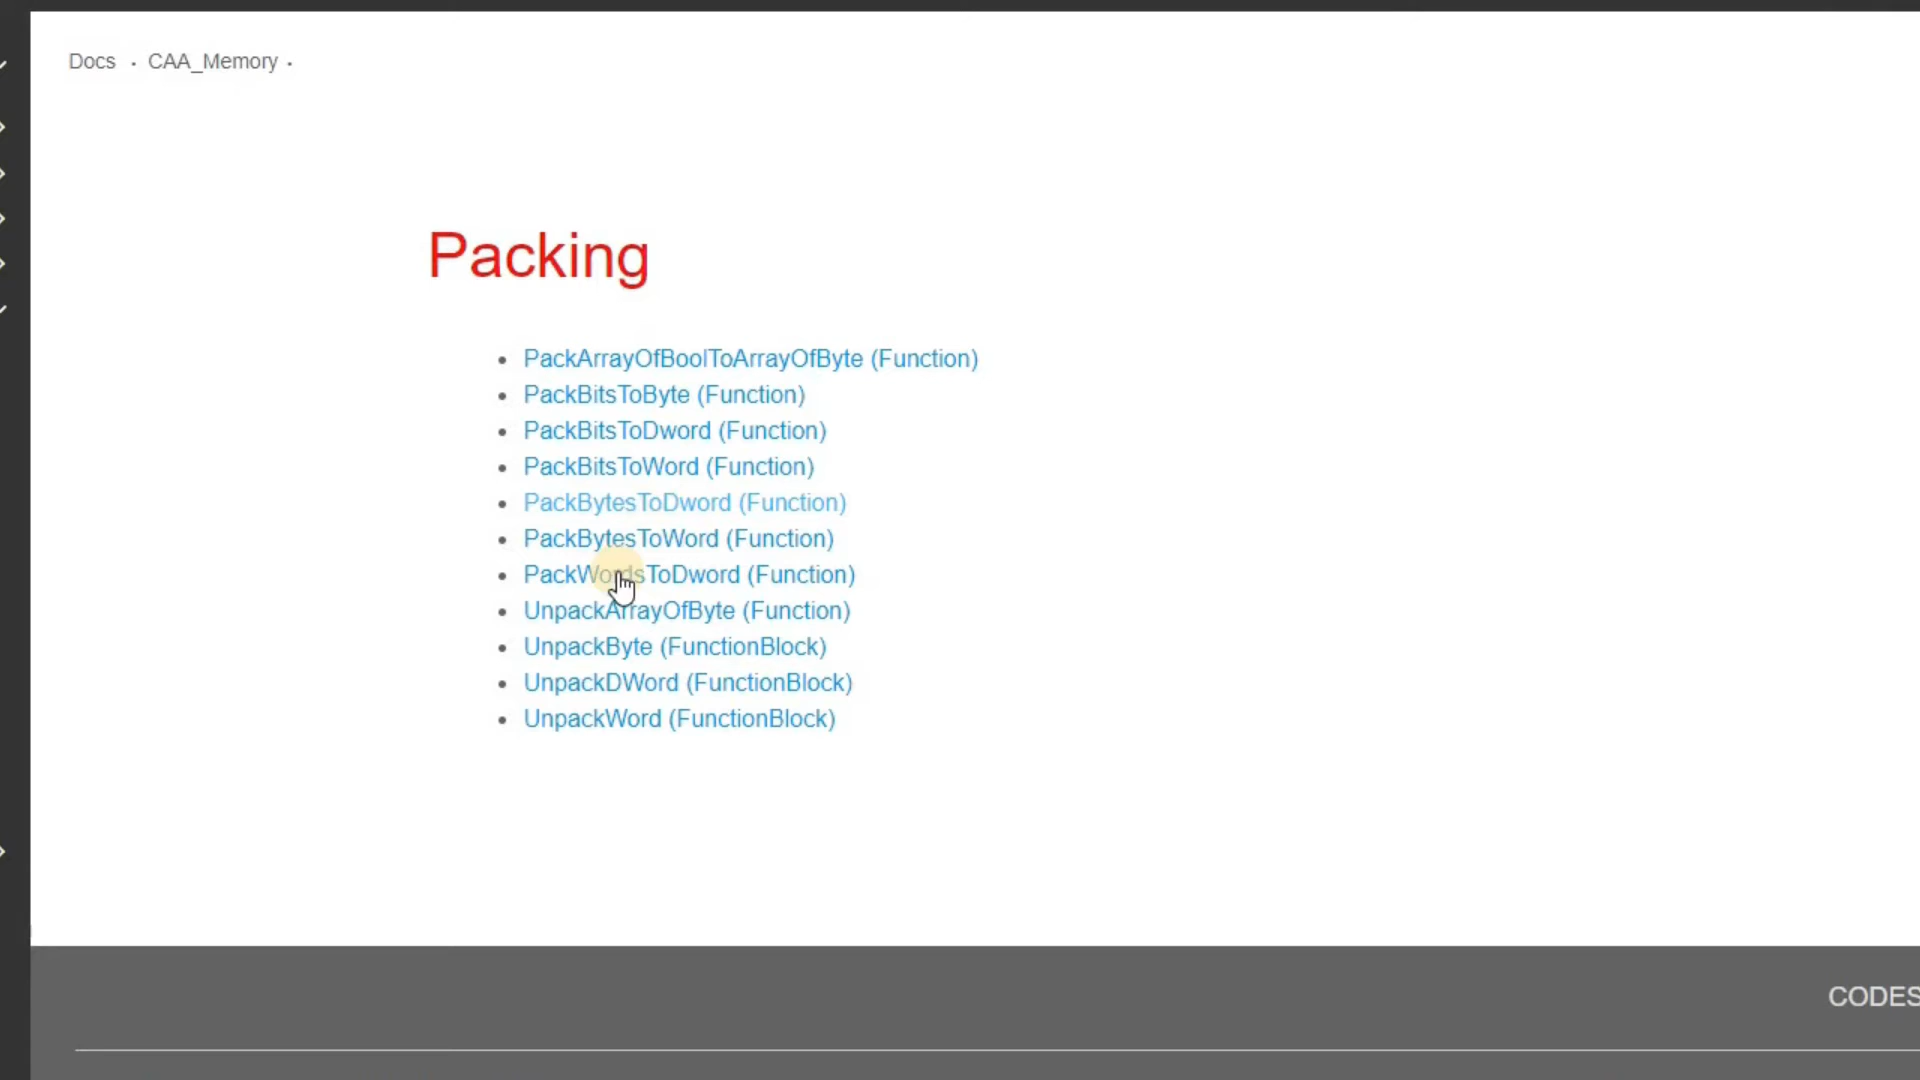 Docs • CAA_Memory •
Packing
• PackArrayOfBoolToArrayOfByte (Function)
• PackBitsToByte (Function)
• PackBitsToDword (Function)
• PackBitsToWord (Function)
• PackBytesToDword (Function)
• PackBytesToWord (Function)
• PackWordsToDword (Function)
• UnpackArrayOfByte (Function)
• UnpackByte (FunctionBlock)
• UnpackDWord (FunctionBlock)
• UnpackWord (FunctionBlock)
CODES